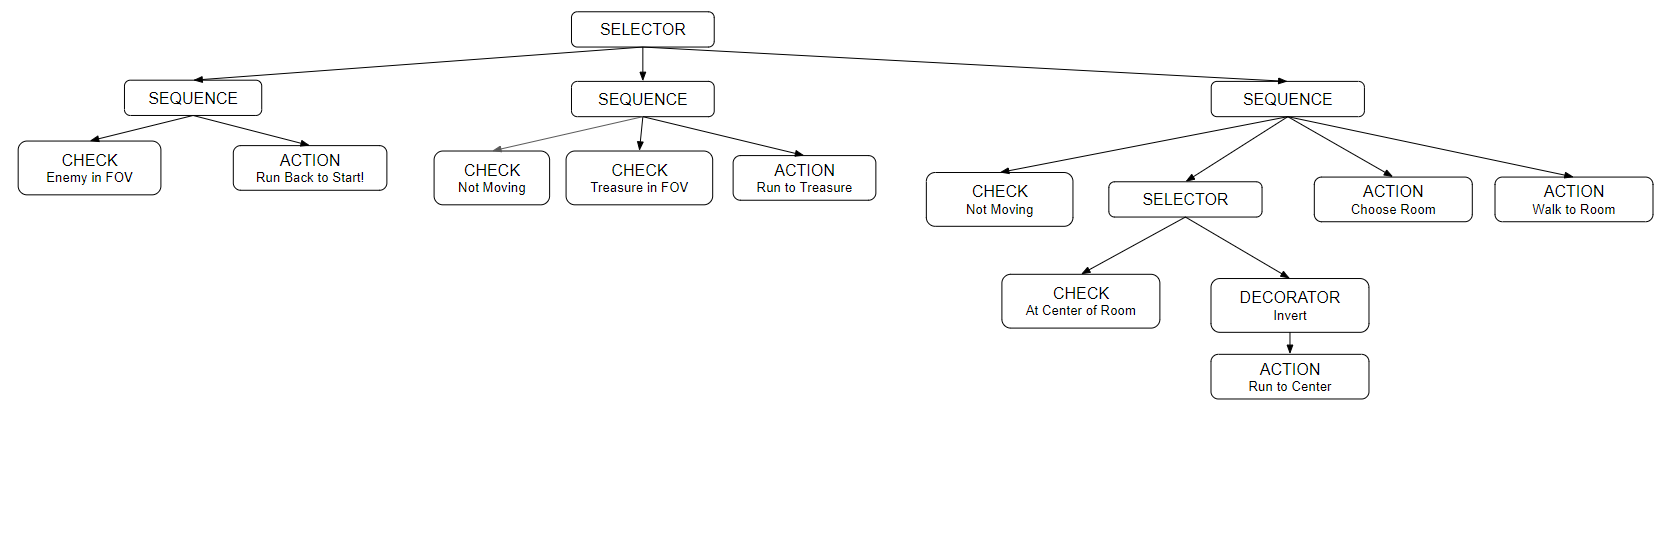 SELECTOR
SEQUENCE
SEQUENCE
SEQUENCE
CHECK
Enemy in FOV
ACTION
Run Back to Start!
CHECK
Not Moving
CHECK
Treasure in FOV
ACTION
Run to Treasure
CHECK
Not Moving
SELECTOR
ACTION
Choose Room
ACTION
Walk to Room
CHECK
At Center of Room
DECORATOR
Invert
ACTION
Run to Center